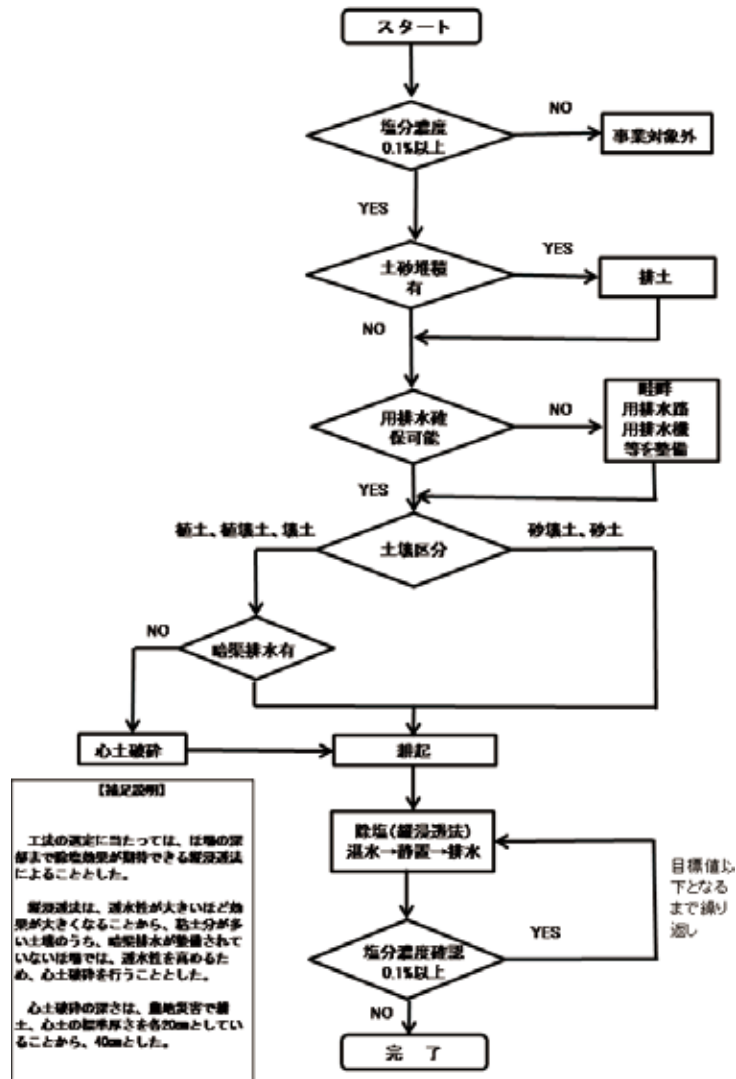 スタート
塩分濃度
0.1%以上
NO
事業対象外
YES
土砂堆積
有
YES
排土
NO
用排水確
保可能
NO
畦畔
用排水路
用排水機
等を整備
YES
埴土、埴壌土、壌土
土壌区分
砂壌土、砂土
NO
暗渠排水有
心土破砕
耕起
【補足説明】
工法の選定に当たっては、ほ場の深
部まで除塩効果が期待できる縦浸透法
によることとした。
縦浸透法は、透水性が大きいほど効
果が大きくなることから、粘土分が多
い土壌のうち、暗渠排水が整備されて
いないほ場では、透水性を高めるた
め、心土破砕を行うこととした。
心土破砕の深さは、農地災害で耕
土、心土の標準厚さを各20cmとしてい
ることから、40cmとした。
除塩(縦浸透法)
湛水→静置→排水
目標値以
下となる
まで繰り
返し
塩分濃度確認
0.1%以上
YES
NO
完 了